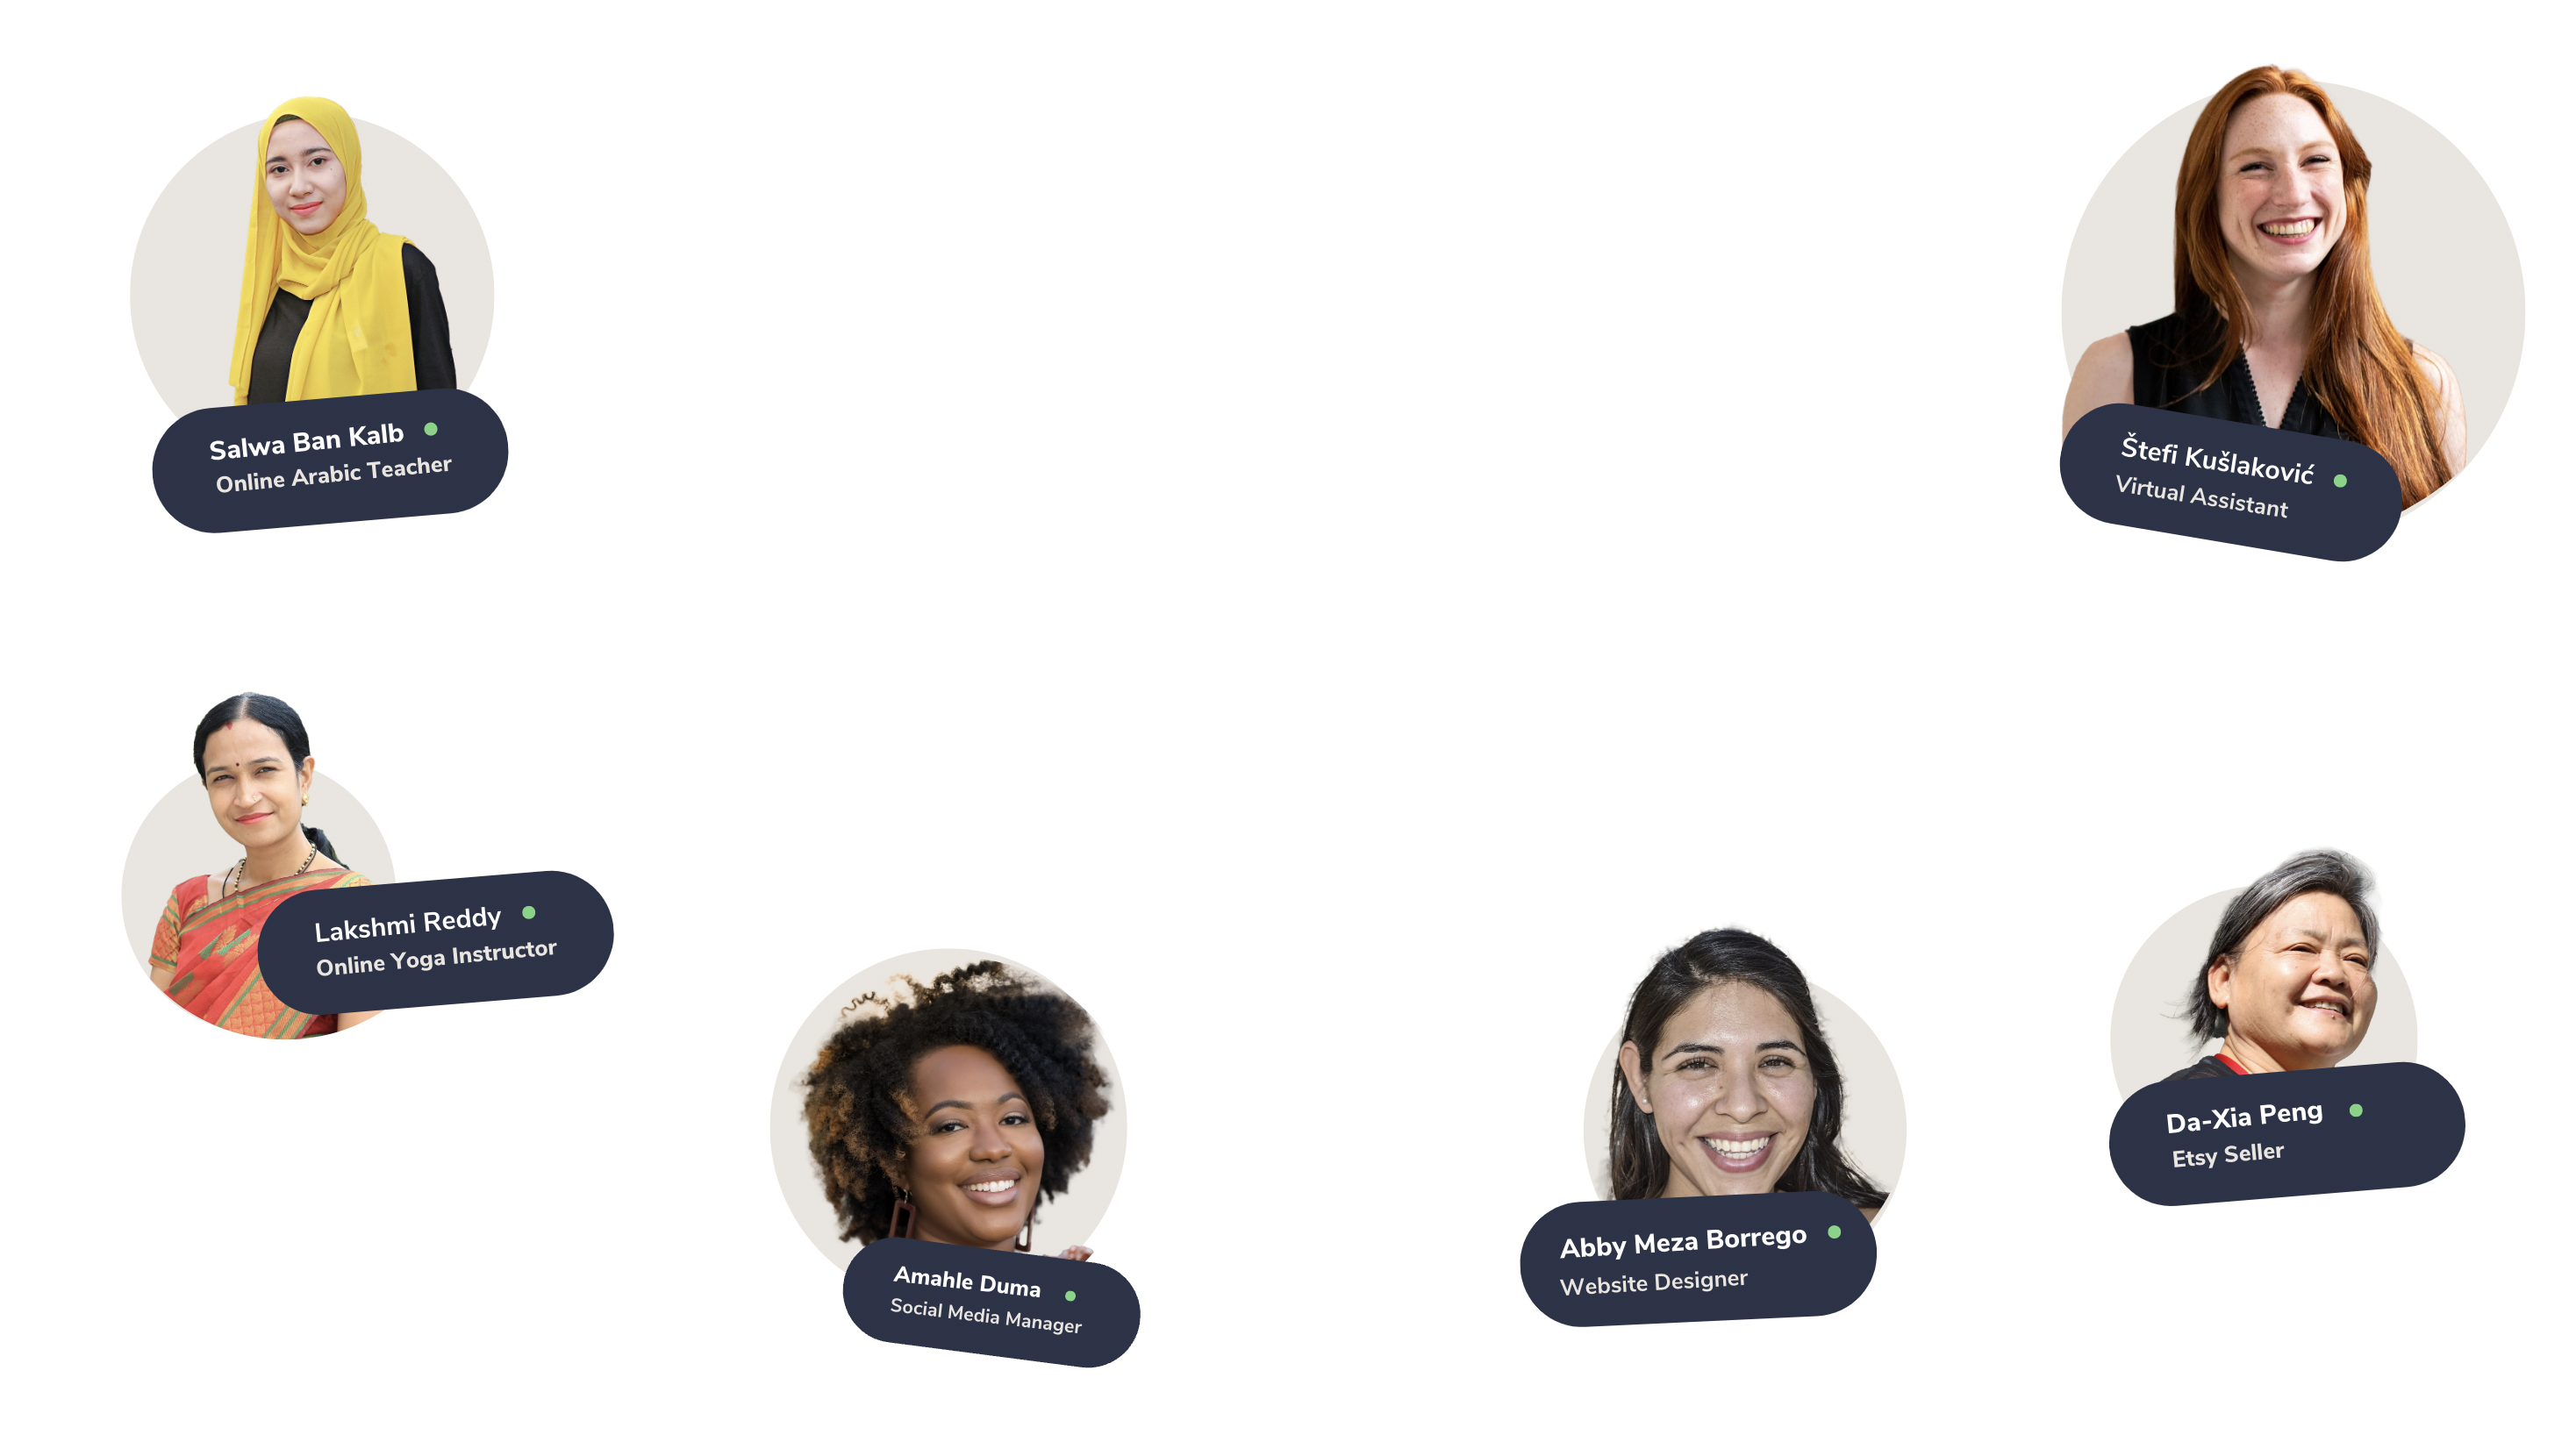 Salwa Ban Kalb
Online Arabic Teacher
Štefi Kušlaković
Virtual Assistant
Lakshmi Reddy
Online Yoga Instructor
Amahle Duma
Social Media Manager
Abby Meza Borrego
Website Designer
Da-Xia Peng
Etsy Seller